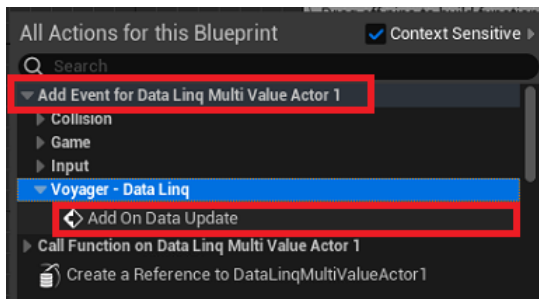 All Actions for this Blueprint
Context Sensitive
Search
Add Event for Data Linq Multi Value Actor 1
Collision
Game
Input
Voyager - Data Linq
Add On Data Update
Call Function on Data Linq Multi Value Actor 1
Create a Reference to DataLinqMultiValueActor1